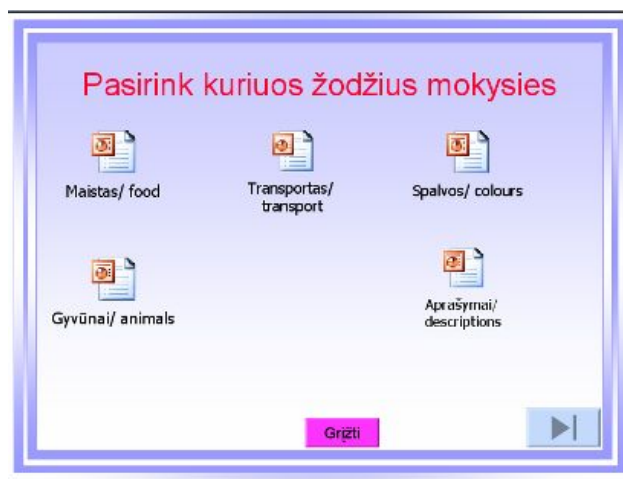 Pasirink kuriuos žodžius mokysies
Maistas/ food
Transportas/
transport
Spalvos/ colours
Gyvūnai/ animals
Aprašymai/
descriptions
Grįžti